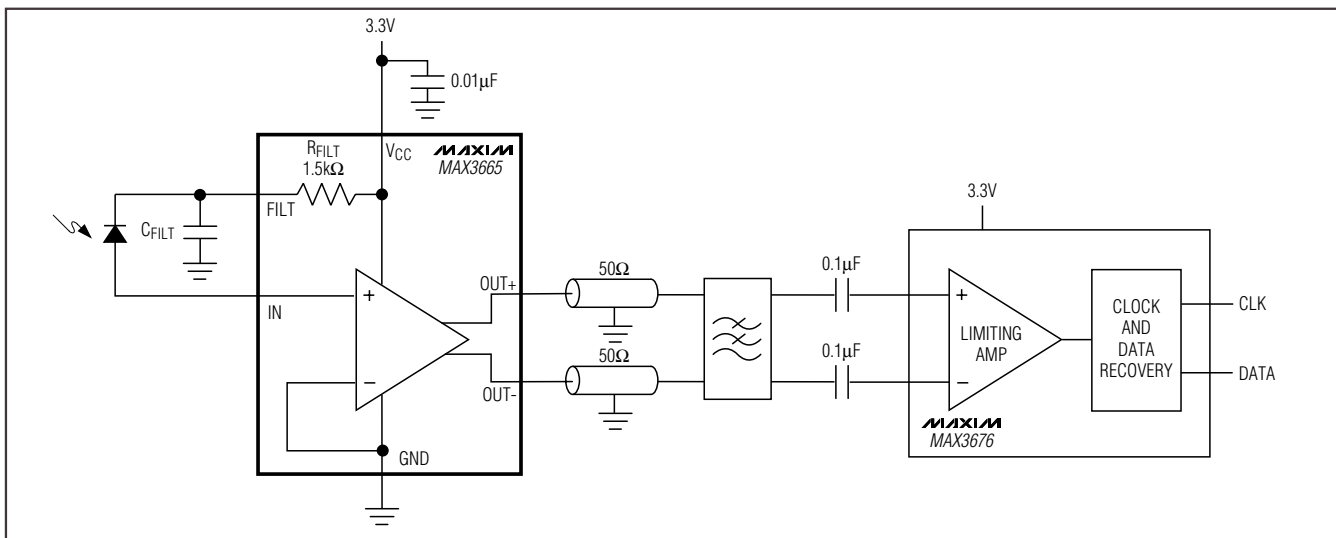 3.3V
0.01μF
RFILT
1.5kΩ
VCC
MAXIM
MAX3665
FILT
CFILT
IN
+
−
OUT+
OUT-
GND
50Ω
50Ω
0.1μF
0.1μF
3.3V
+
−
LIMITING
AMP
CLOCK
AND
DATA
RECOVERY
CLK
DATA
MAXIM
MAX3676